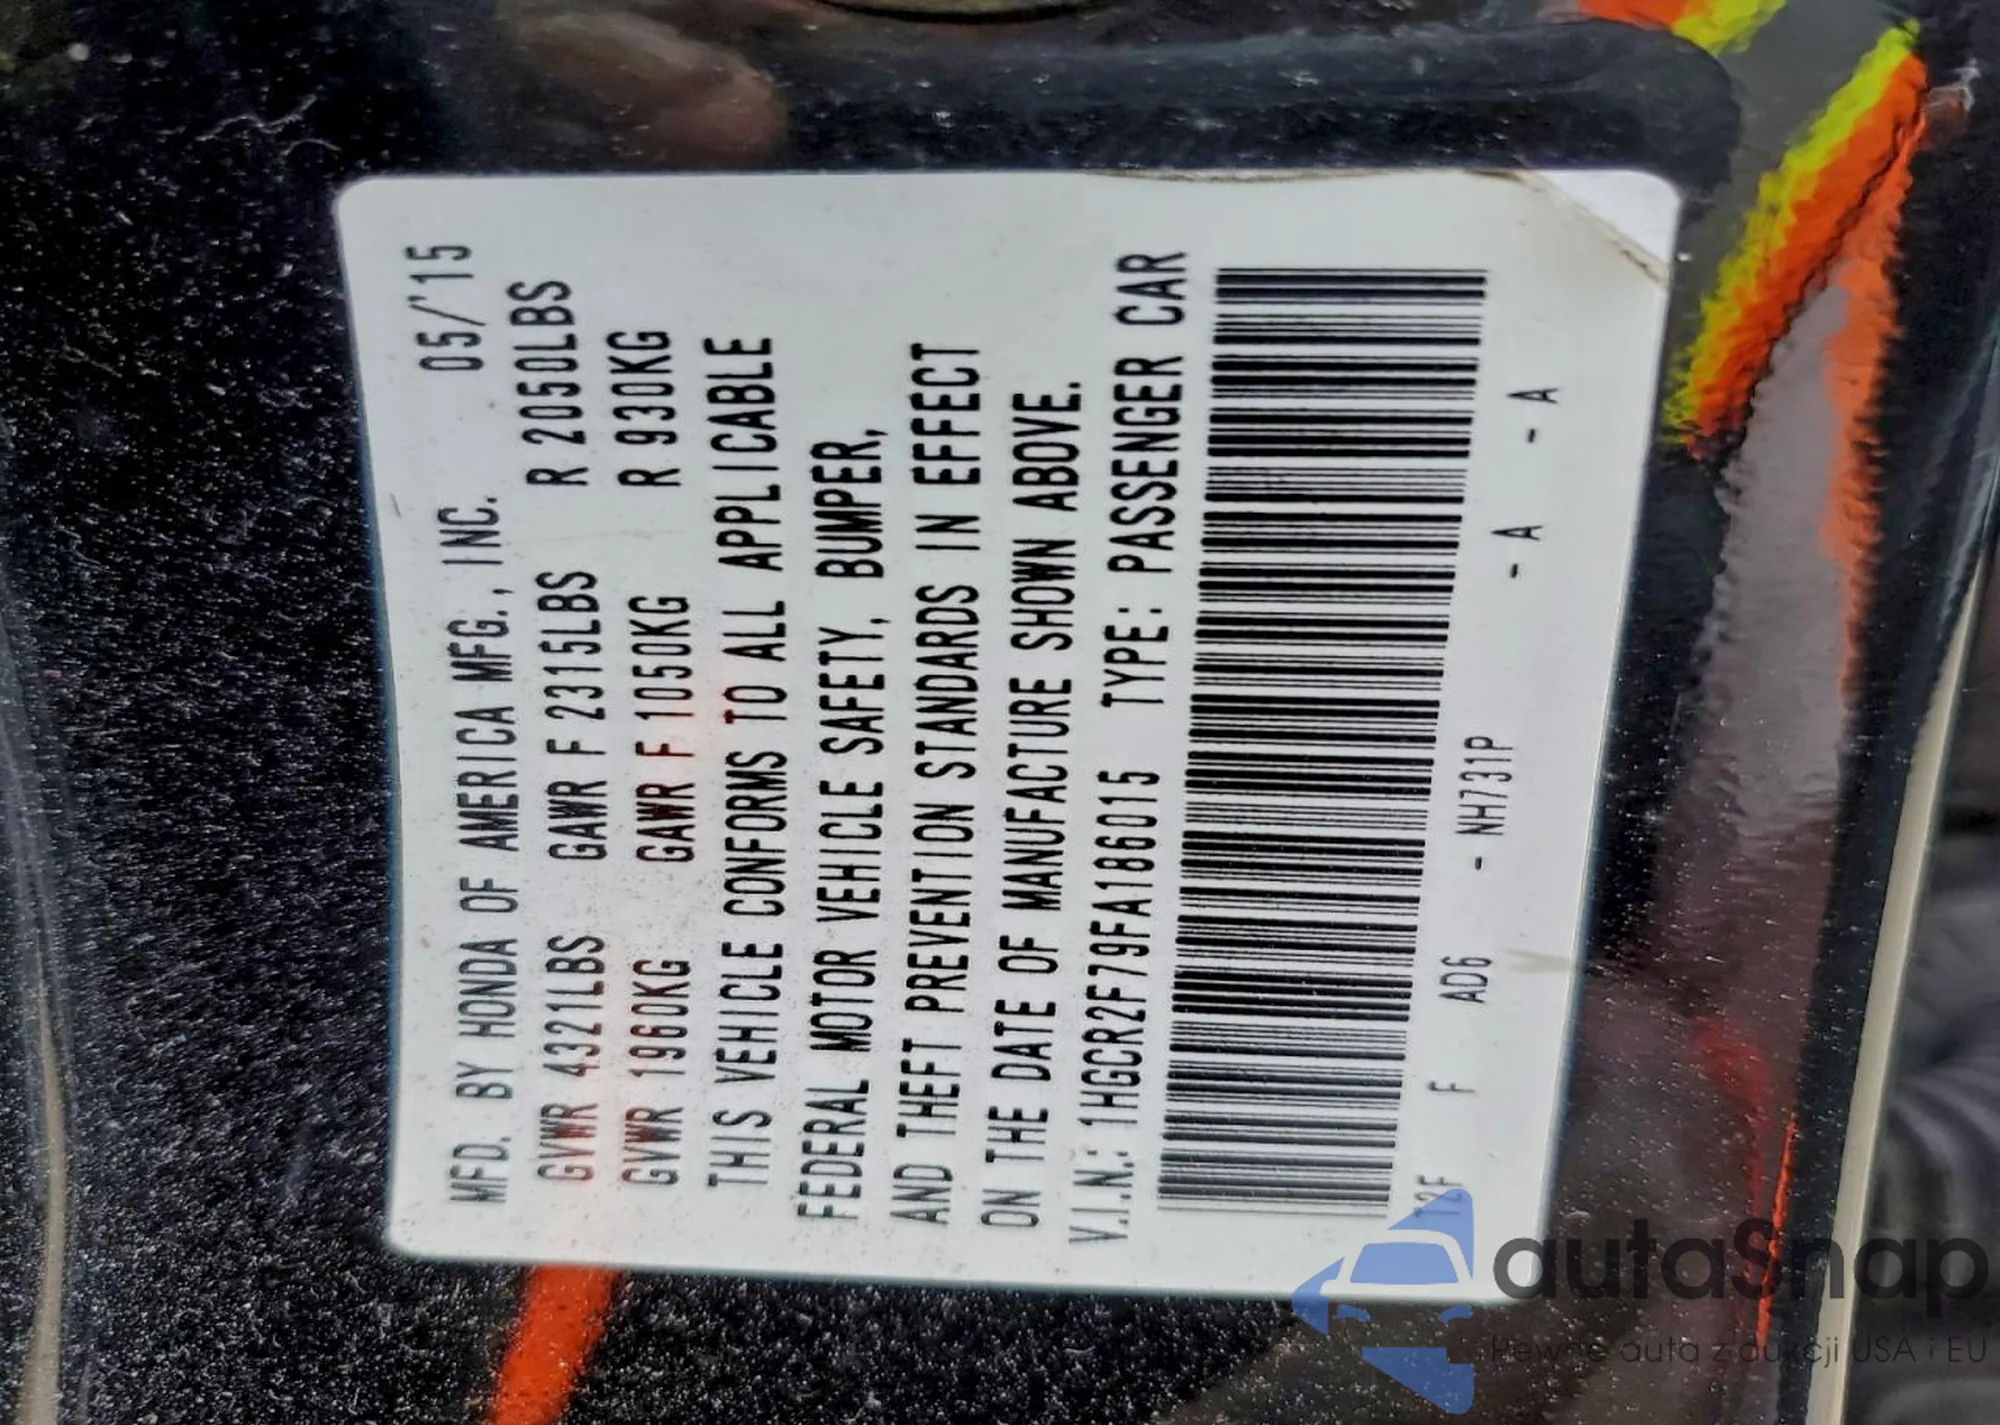 MFD. BY HONDA OF AMERICA MFG., INC. 05/'15
GVWR 4321LBS GAWR F 2315LBS R 2050LBS
GVWR 1960KG GAWR F 1050KG R 930KG
THIS VEHICLE CONFORMS TO ALL APPLICABLE
FEDERAL MOTOR VEHICLE SAFETY, BUMPER,
AND THEFT PREVENTION STANDARDS IN EFFECT
ON THE DATE OF MANUFACTURE SHOWN ABOVE.
V.I.N.: 1HGCR2F79FA186015 TYPE: PASSENGER CAR
T2F F AD6 - NH731P - A - A
autaSnap
Pewne auta z aukcji USA i EU